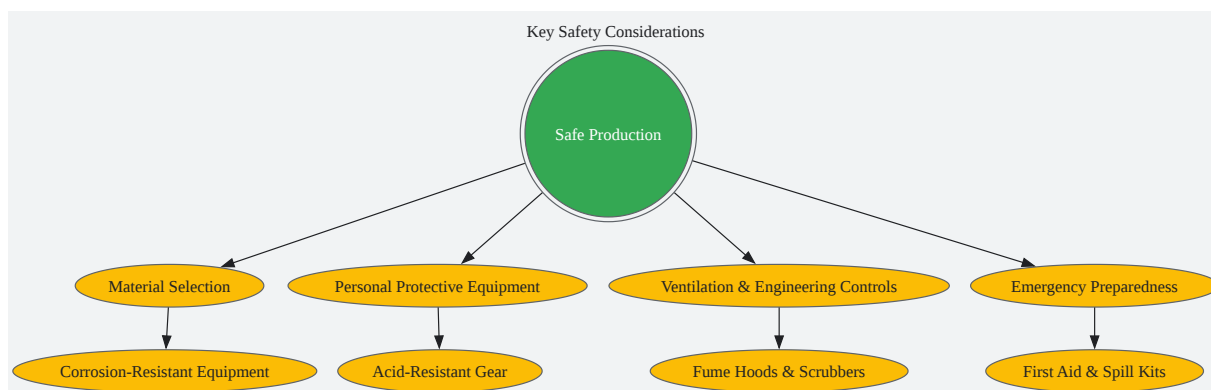 Key Safety Considerations
Safe Production
Material Selection
Personal Protective Equipment
Ventilation & Engineering Controls
Emergency Preparedness
Corrosion-Resistant Equipment
Acid-Resistant Gear
Fume Hoods & Scrubbers
First Aid & Spill Kits